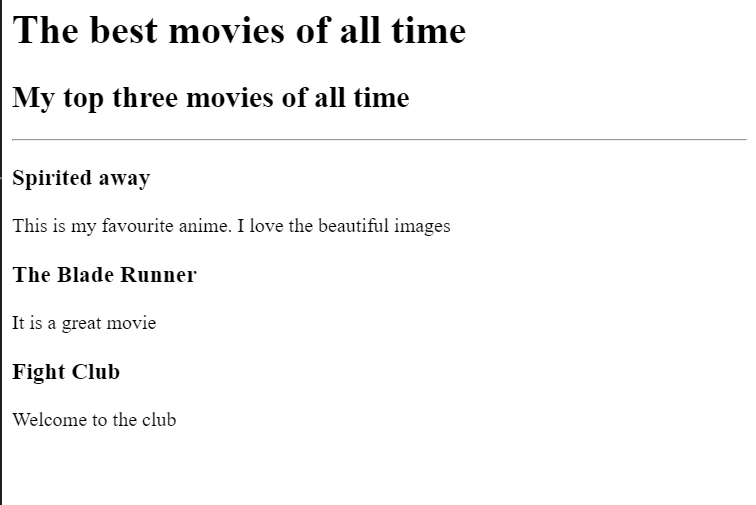 The best movies of all time
My top three movies of all time
Spirited away
This is my favourite anime. I love the beautiful images
The Blade Runner
It is a great movie
Fight Club
Welcome to the club